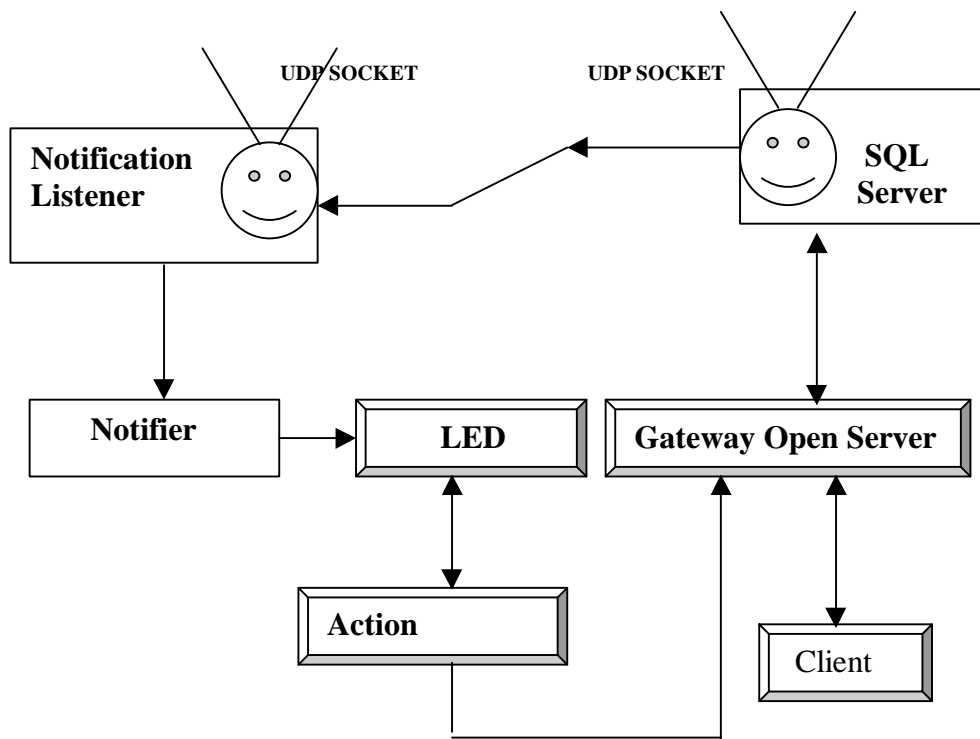 UDP SOCKET
UDP SOCKET
Notification
Listener
SQL
Server
Notifier
LED
Gateway Open Server
Action
Client